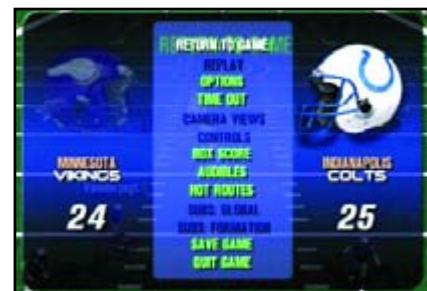 RETURN TO GAME
REPLAY
OPTIONS
TIME OUT
CAMERA VIEWS
CONTROLS
BOX SCORE
AUDIBLES
HOT ROUTES
SUBS: GLOBAL
SUBS: FORMATION
SAVE GAME
QUIT GAME
MINNESOTA
VIKINGS
24
INDIANAPOLIS
COLTS
25